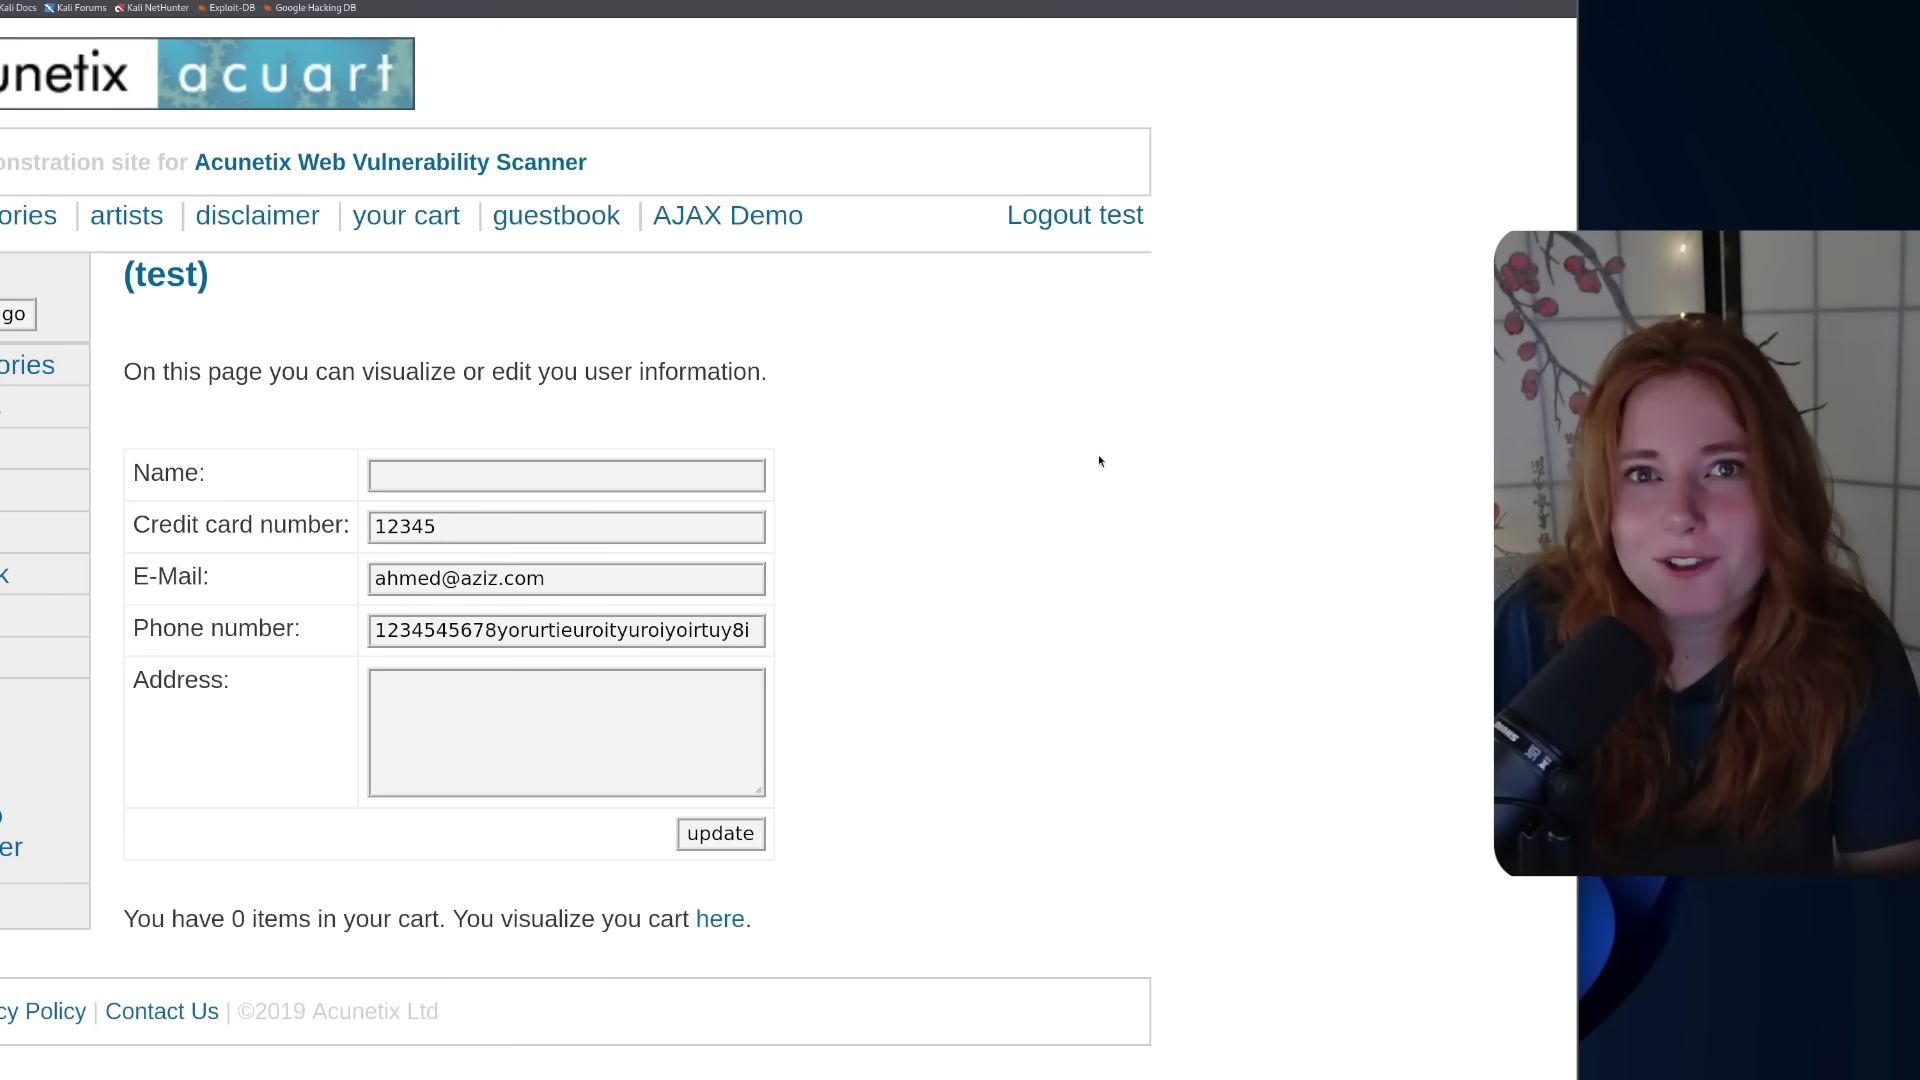 Kali Docs Kali Forums Kali NetHunter Exploit-DB Google Hacking DB
unetix acuart
onstration site for Acunetix Web Vulnerability Scanner
ories | artists | disclaimer | your cart | guestbook | AJAX Demo Logout test
(test)
go
On this page you can visualize or edit you user information.
ories
Name:
Credit card number: 12345
E-Mail: ahmed@aziz.com
k
Phone number: 1234545678yorurtieuroityuroiyoirtuy8i
Address:
er
update
You have 0 items in your cart. You visualize you cart here.
cy Policy | Contact Us | ©2019 Acunetix Ltd